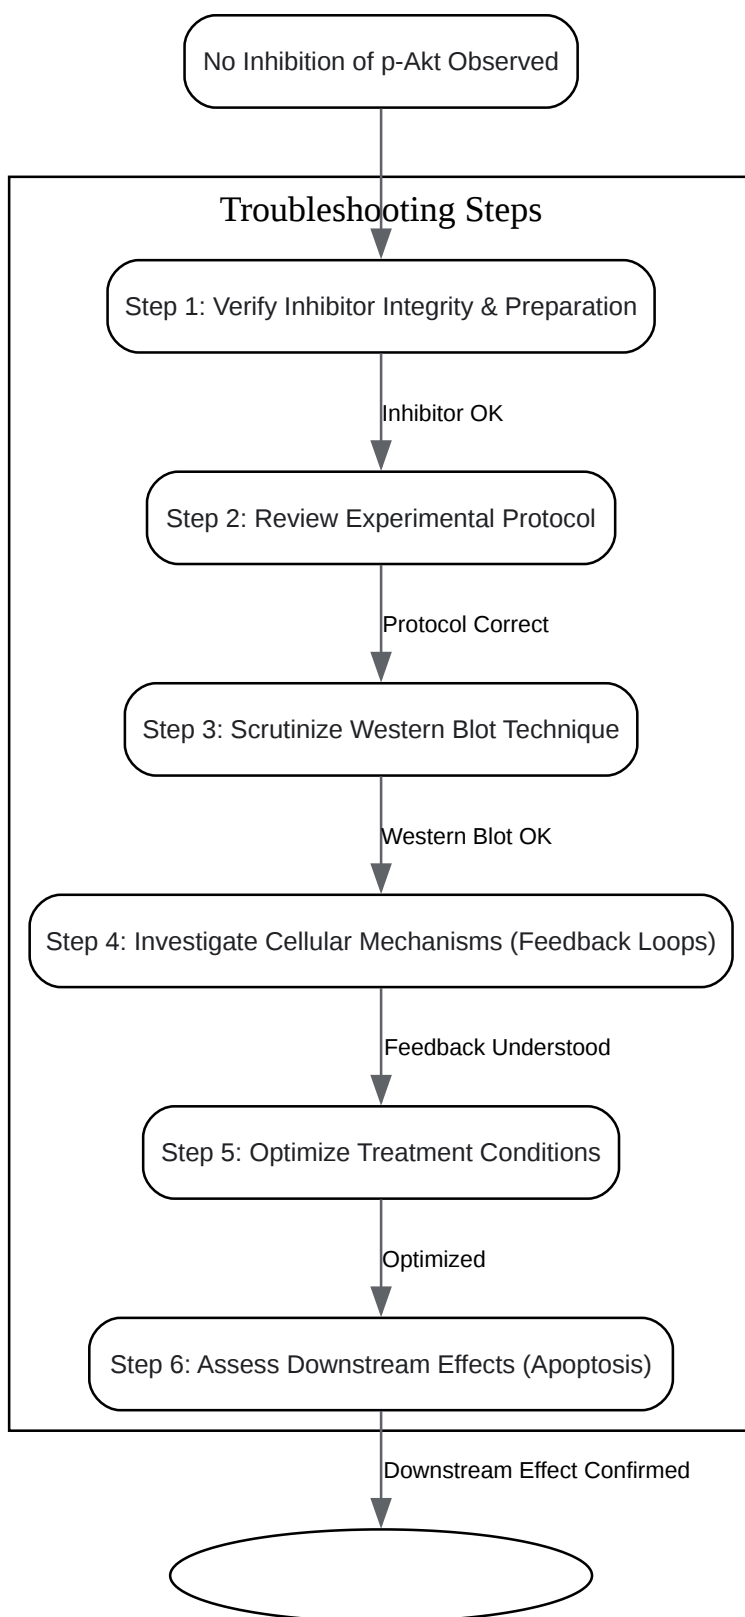 No Inhibition of p-Akt Observed
Troubleshooting Steps
Step 1: Verify Inhibitor Integrity & Preparation
Inhibitor OK
Step 2: Review Experimental Protocol
Protocol Correct
Step 3: Scrutinize Western Blot Technique
Western Blot OK
Step 4: Investigate Cellular Mechanisms (Feedback Loops)
Feedback Understood
Step 5: Optimize Treatment Conditions
Optimized
Step 6: Assess Downstream Effects (Apoptosis)
Downstream Effect Confirmed